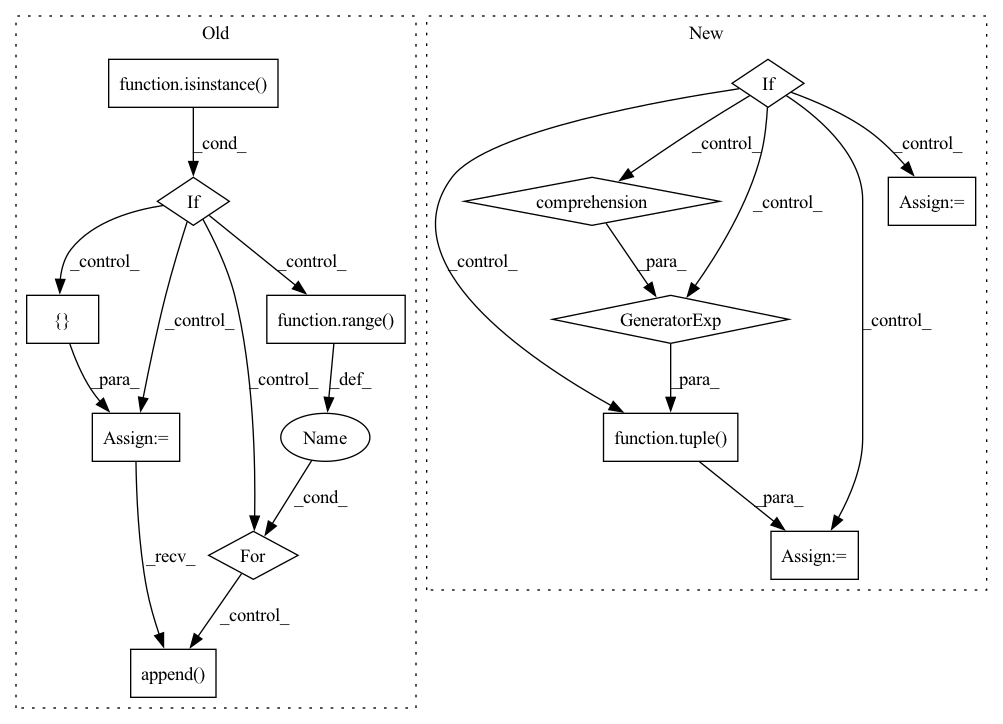 Old
New
function.isinstance()
If
_cond_
_control_
_control_
If
comprehension
Assign:=
_control_
_control_
_control_
_para_
_control_
{}
function.range()
GeneratorExp
_control_
_control_
_para_
_control_
_def_
_para_
Assign:=
Name
function.tuple()
_cond_
_para_
_recv_
For
Assign:=
_control_
append()